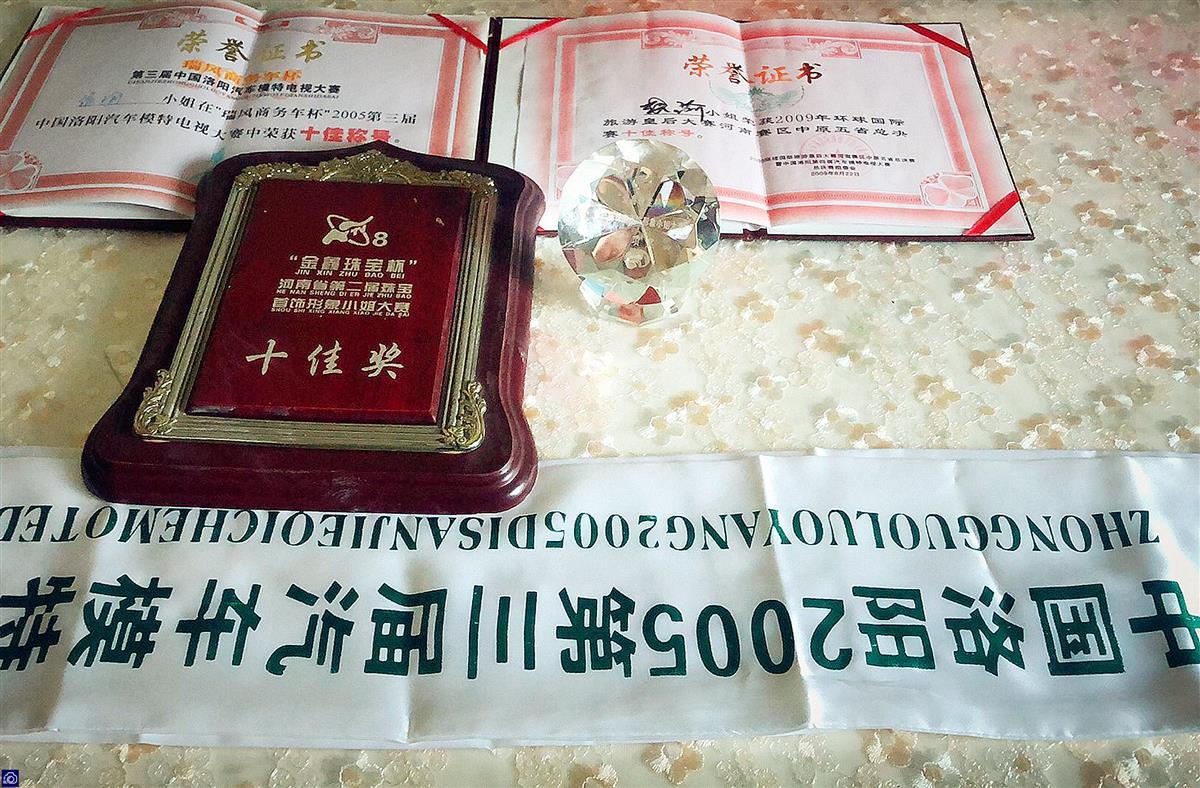 荣誉证书
瑞风商务车杯
第三届中国洛阳汽车模特电视大赛
小姐在“瑞风商务车杯”2005第三届
中国洛阳汽车模特电视大赛中荣获十佳称号。
荣誉证书
小姐荣获2009年环球国际
旅游皇后大赛河南赛区中原五省总决
赛十佳称号。
2009年8月22日
8
“金鑫珠宝杯”
JIN XIN ZHU BAO BEI
河南省第二届珠宝
HE NAN SHENG DI ER JIE ZHU BAO
首饰形象小姐大赛
SHOU SHI XING XIANG XIAO JIE DA SAI
十佳奖
中国洛阳2005第三届汽车模特
ZHONGGUOLUOYANG2005DISANJIEQICHEMOTED